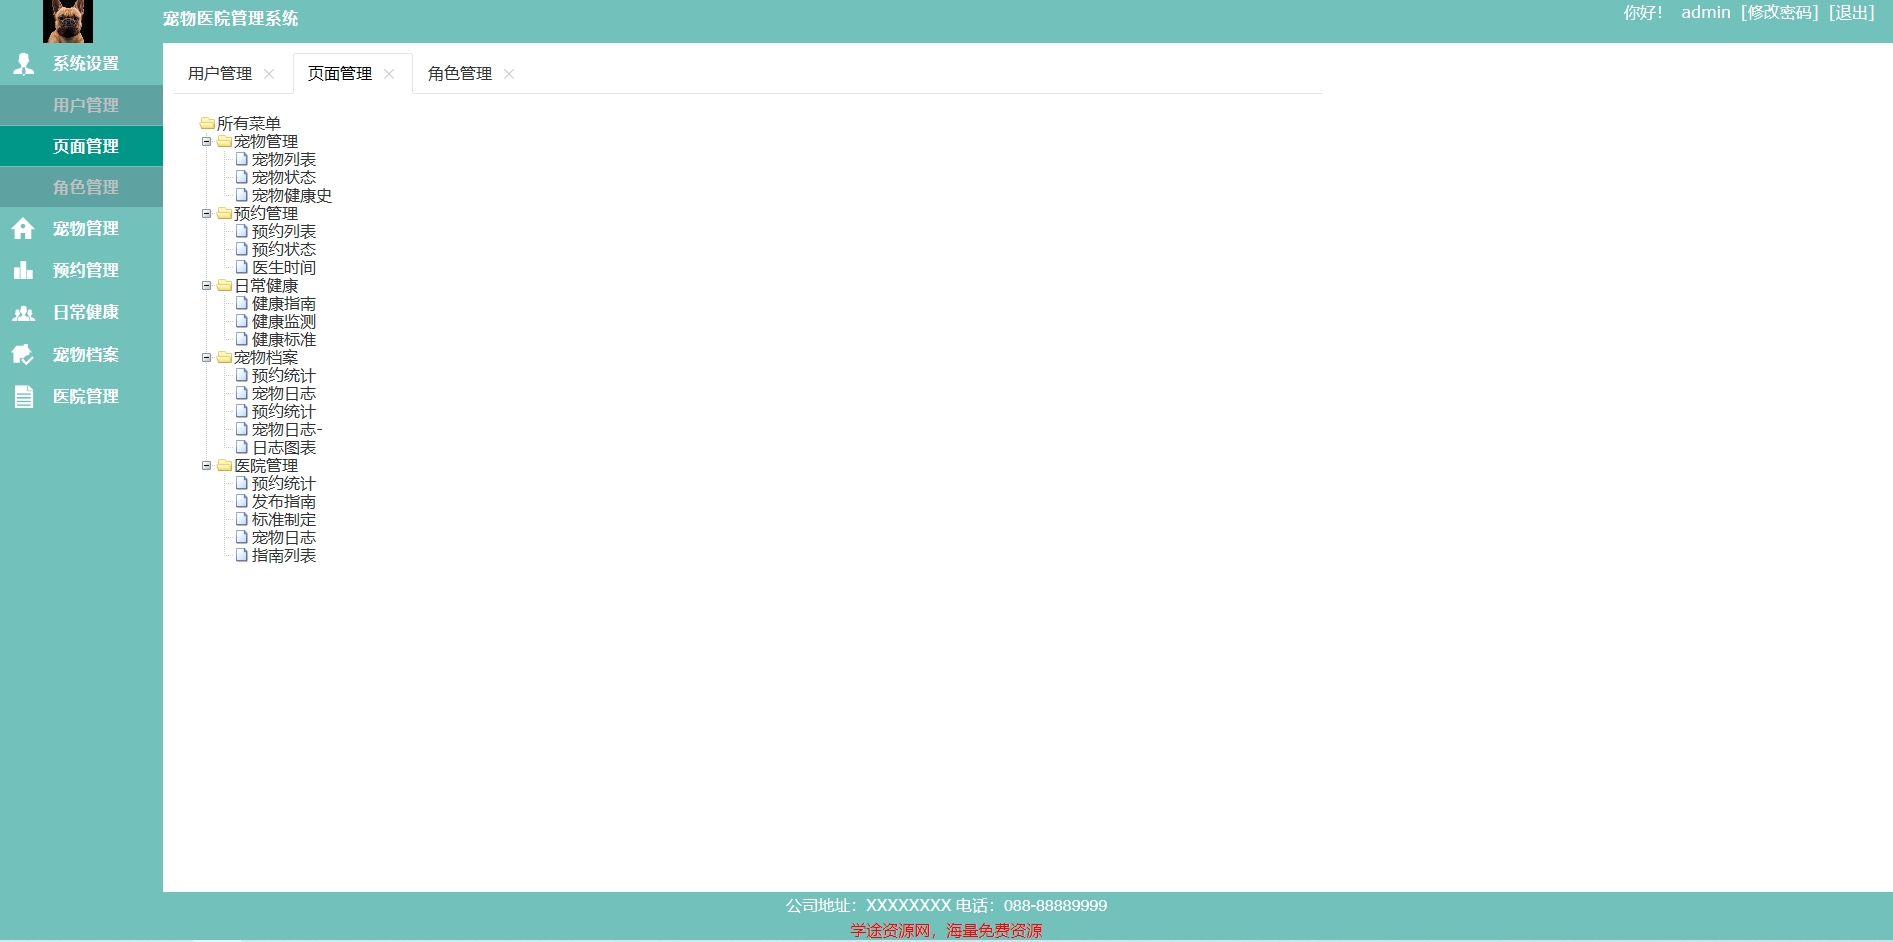 宠物医院管理系统
你好！ admin [修改密码] [退出]
系统设置
用户管理
页面管理
角色管理
宠物管理
预约管理
日常健康
宠物档案
医院管理
用户管理 页面管理 角色管理
所有菜单
宠物管理
宠物列表
宠物状态
宠物健康史
预约管理
预约列表
预约状态
医生时间
日常健康
健康指南
健康监测
健康标准
宠物档案
预约统计
宠物日志
预约统计
宠物日志-
日志图表
医院管理
预约统计
发布指南
标准制定
宠物日志
指南列表
公司地址：XXXXXXXX 电话：088-88889999
学途资源网，海量免费资源